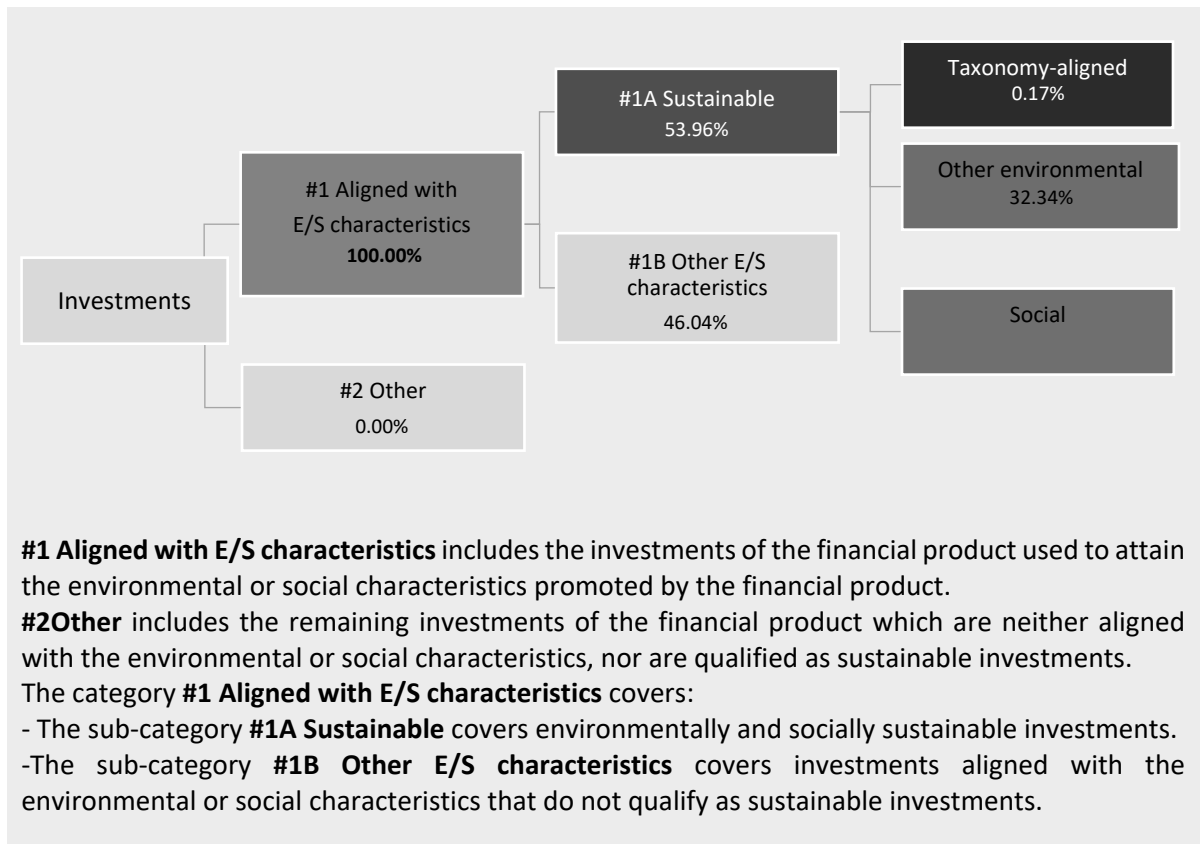 Investments
#1 Aligned with
E/S characteristics
100.00%
#2 Other
0.00%
#1A Sustainable
53.96%
#1B Other E/S
characteristics
46.04%
Taxonomy-aligned
0.17%
Other environmental
32.34%
Social
#1 Aligned with E/S characteristics includes the investments of the financial product used to attain
the environmental or social characteristics promoted by the financial product.
#2Other includes the remaining investments of the financial product which are neither aligned
with the environmental or social characteristics, nor are qualified as sustainable investments.
The category #1 Aligned with E/S characteristics covers:
- The sub-category #1A Sustainable covers environmentally and socially sustainable investments.
-The sub-category #1B Other E/S characteristics covers investments aligned with the
environmental or social characteristics that do not qualify as sustainable investments.